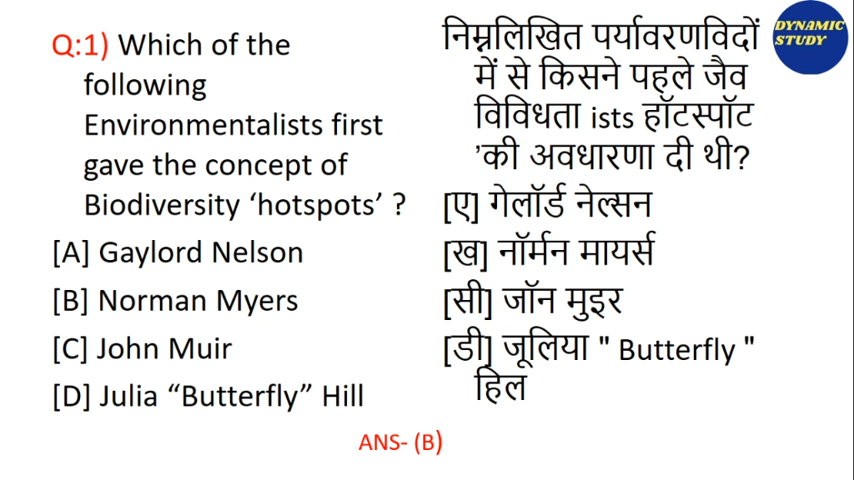 Q:1) Which of the
following
Environmentalists first
gave the concept of
Biodiversity ‘hotspots’ ?
[A] Gaylord Nelson
[B] Norman Myers
[C] John Muir
[D] Julia “Butterfly” Hill
निम्नलिखित पर्यावरणविदों
में से किसने पहले जैव
विविधता ists हॉटस्पॉट
’की अवधारणा दी थी?
[ए] गेलॉर्ड नेल्सन
[ख] नॉर्मन मायर्स
[सी] जॉन मुइर
[डी] जूलिया " Butterfly "
हिल
ANS- (B)
DYNAMIC
STUDY